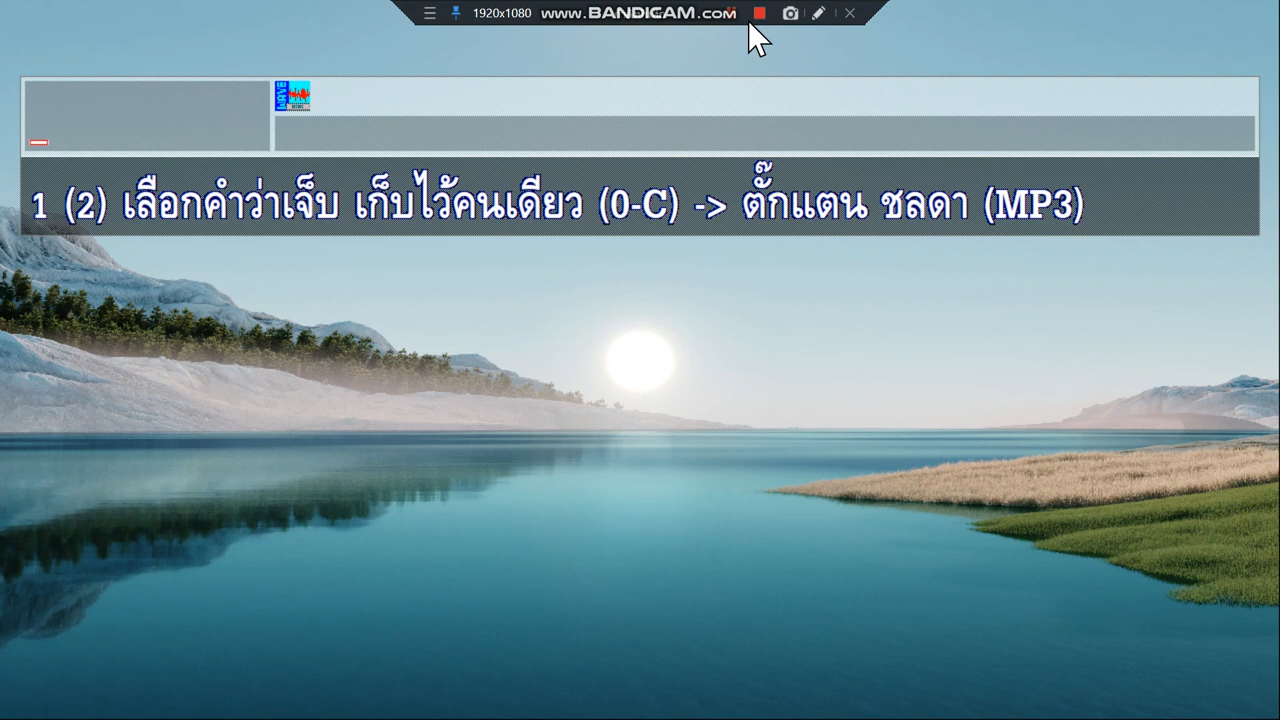 1920x1080 www.BANDICAM.com
WAVE
1 (2) เลือกคำว่าเจ็บ เก็บไว้คนเดียว (0-C) -> ตั๊กแตน ชลดา (MP3)